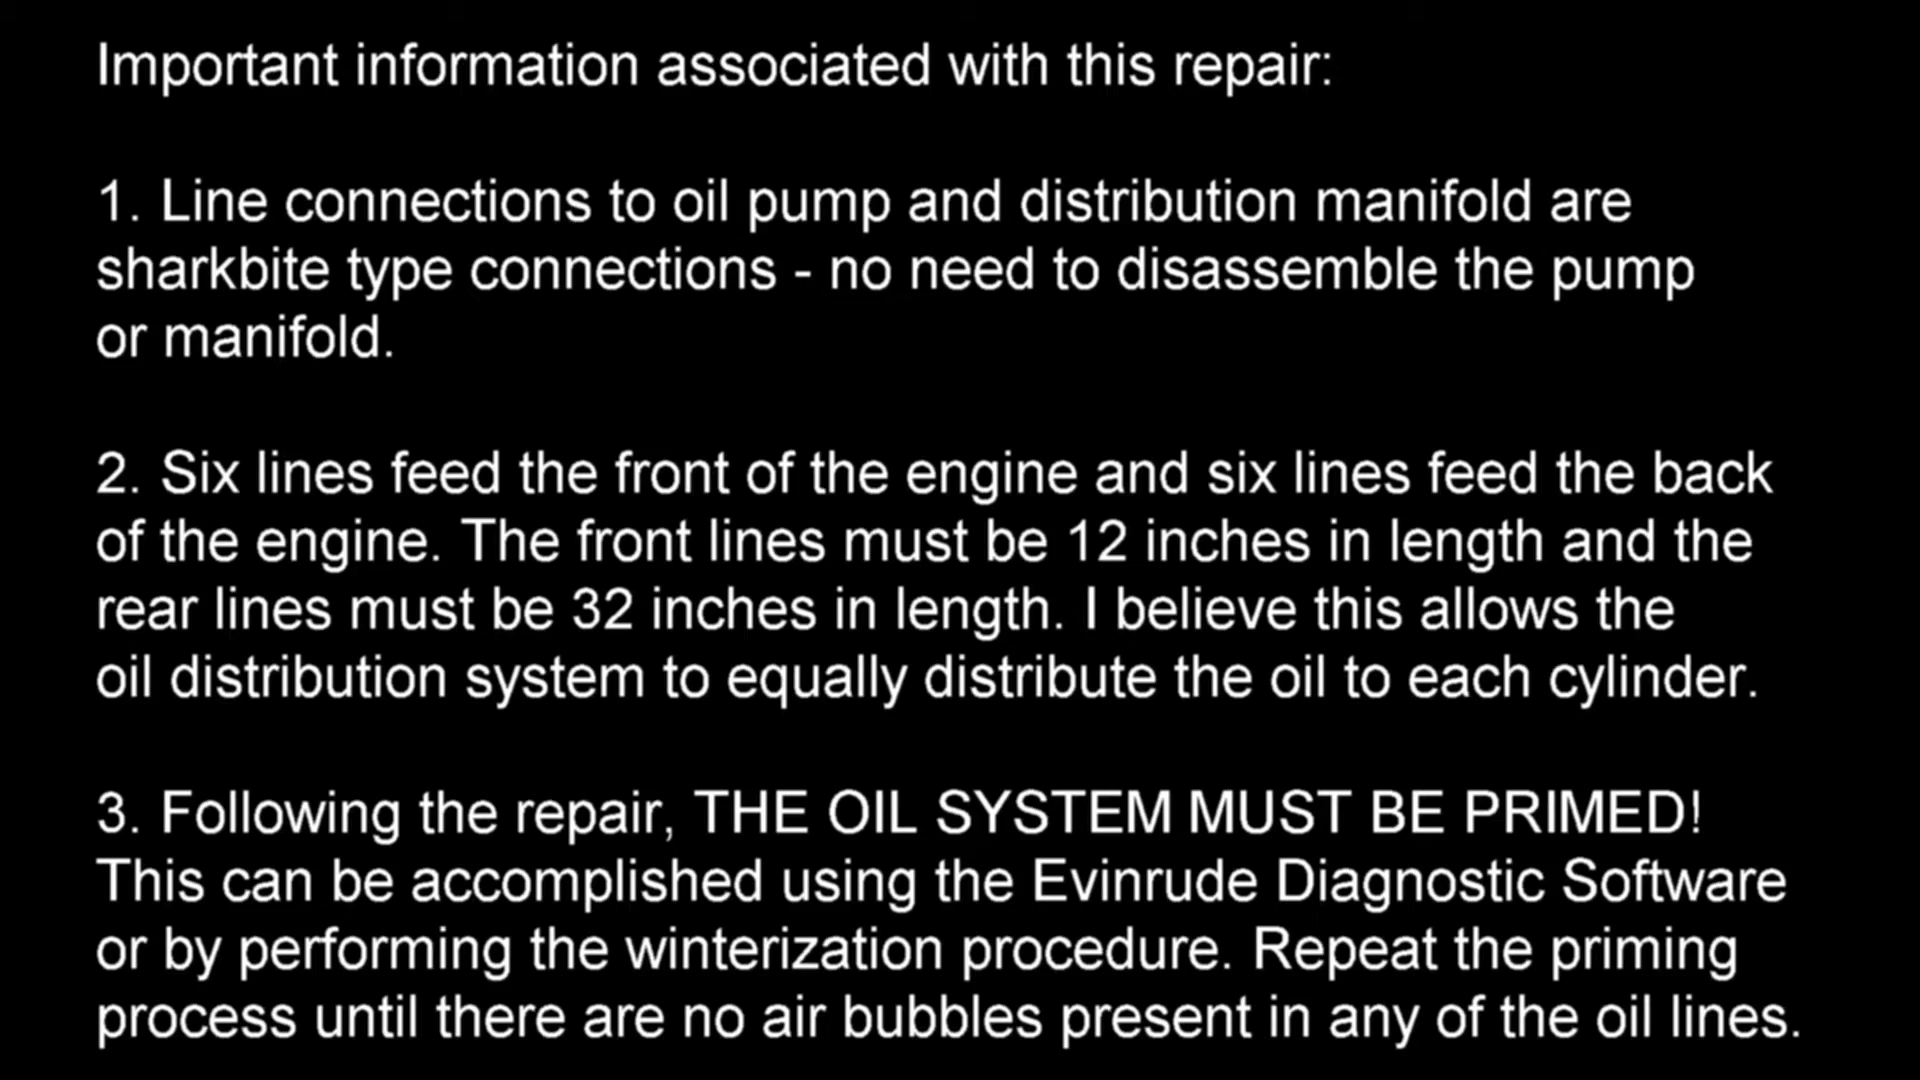 Important information associated with this repair:
1. Line connections to oil pump and distribution manifold are
sharkbite type connections - no need to disassemble the pump
or manifold.
2. Six lines feed the front of the engine and six lines feed the back
of the engine. The front lines must be 12 inches in length and the
rear lines must be 32 inches in length. I believe this allows the
oil distribution system to equally distribute the oil to each cylinder.
3. Following the repair, THE OIL SYSTEM MUST BE PRIMED!
This can be accomplished using the Evinrude Diagnostic Software
or by performing the winterization procedure. Repeat the priming
process until there are no air bubbles present in any of the oil lines.